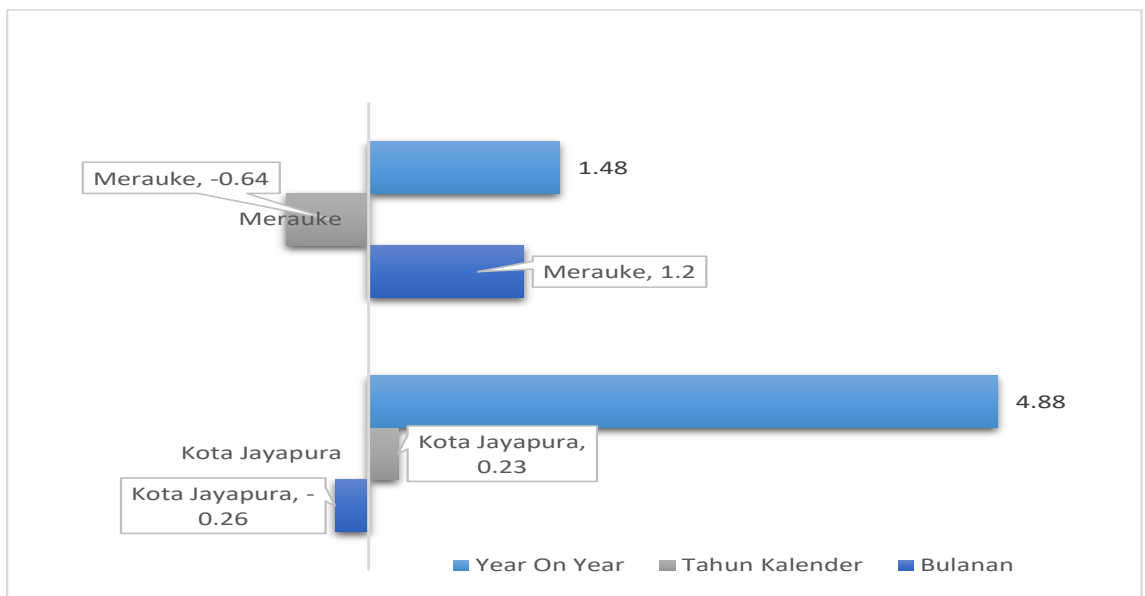 1.48
Merauke, -0.64
Merauke
Merauke, 1.2
4.88
Kota Jayapura,
0.23
Kota Jayapura
Kota Jayapura, -
0.26
Year On Year
Tahun Kalender
Bulanan